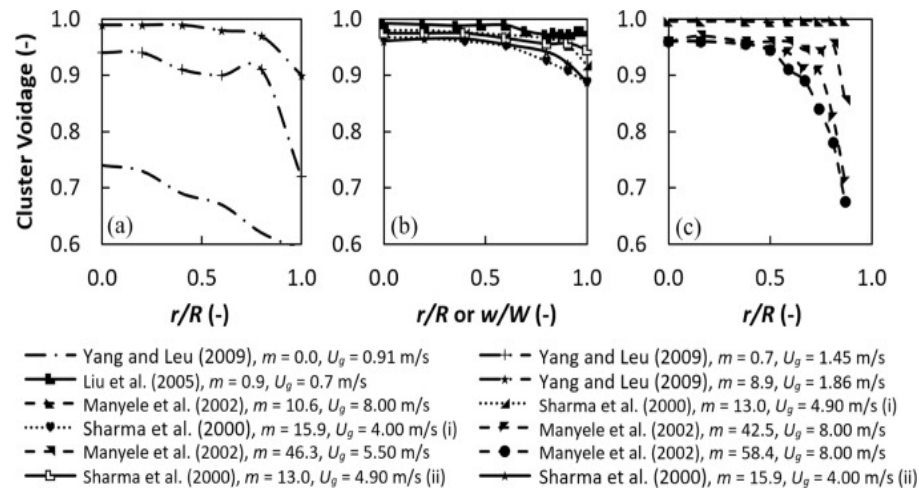 Cluster Voidage (-)
1.0
0.9
0.8
0.7
0.6
(a)
0.0 0.5 1.0
r/R (-)
1.0
0.9
0.8
0.7
0.6
(b)
0.0 0.5 1.0
r/R or w/W (-)
1.0
0.9
0.8
0.7
0.6
(c)
0.0 0.5 1.0
r/R (-)
Yang and Leu (2009), m = 0.0, Ug = 0.91 m/s
Liu et al. (2005), m = 0.9, Ug = 0.7 m/s
Manyele et al. (2002), m = 10.6, Ug = 8.00 m/s
Sharma et al. (2000), m = 15.9, Ug = 4.00 m/s (i)
Manyele et al. (2002), m = 46.3, Ug = 5.50 m/s
Sharma et al. (2000), m = 13.0, Ug = 4.90 m/s (ii)
Yang and Leu (2009), m = 0.7, Ug = 1.45 m/s
Yang and Leu (2009), m = 8.9, Ug = 1.86 m/s
Sharma et al. (2000), m = 13.0, Ug = 4.90 m/s (i)
Manyele et al. (2002), m = 42.5, Ug = 8.00 m/s
Manyele et al. (2002), m = 58.4, Ug = 8.00 m/s
Sharma et al. (2000), m = 15.9, Ug = 4.00 m/s (ii)